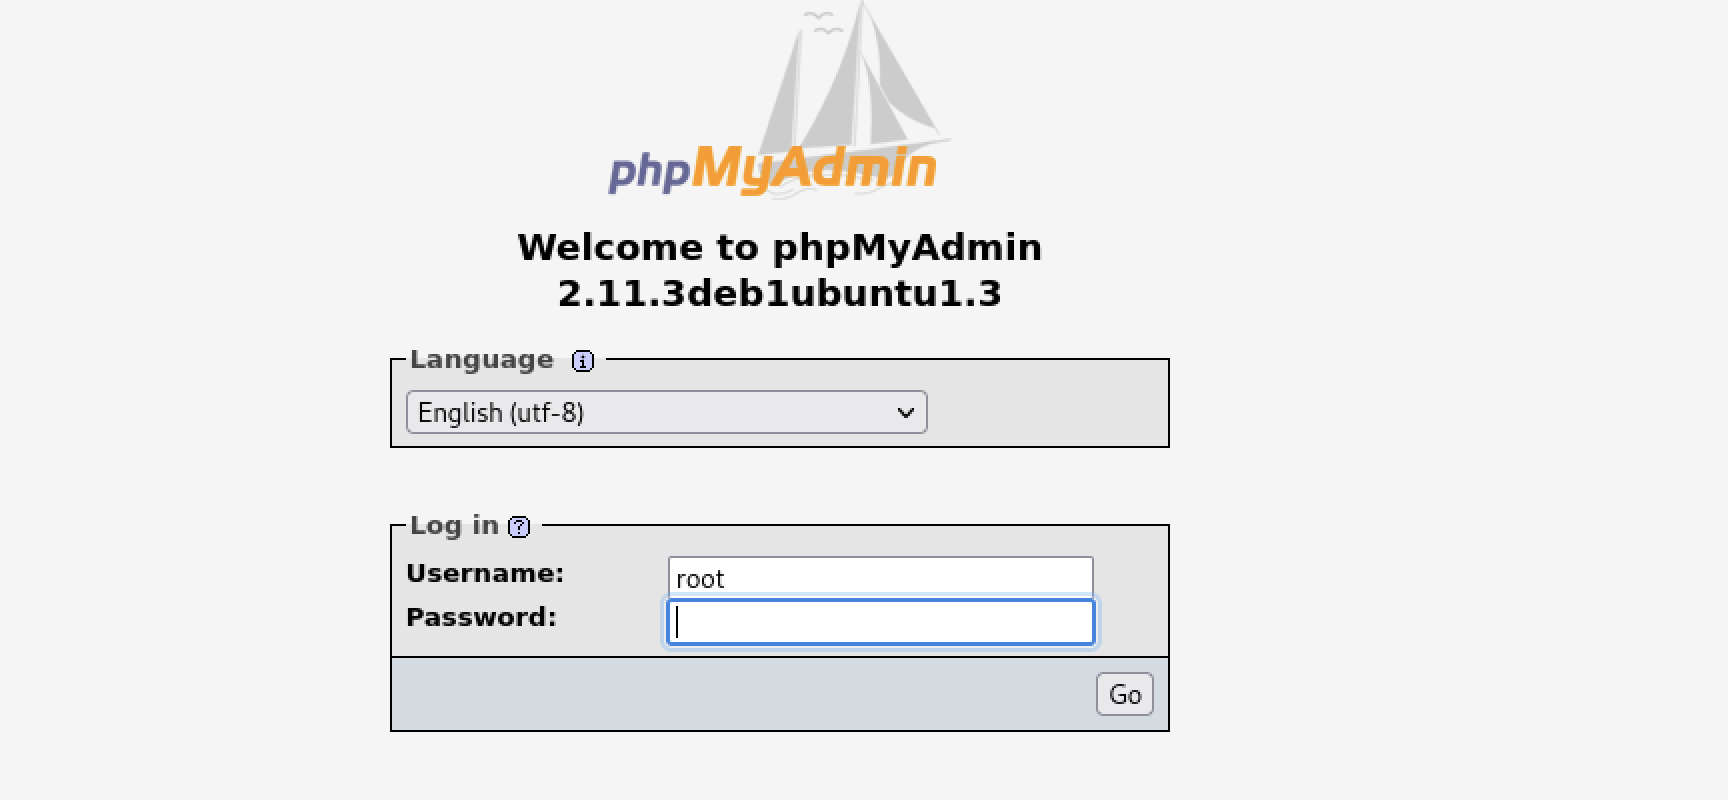 phpMyAdmin
Welcome to phpMyAdmin
2.11.3deb1ubuntu1.3
Language i
English (utf-8)
Log in ?
Username: root
Password:
Go